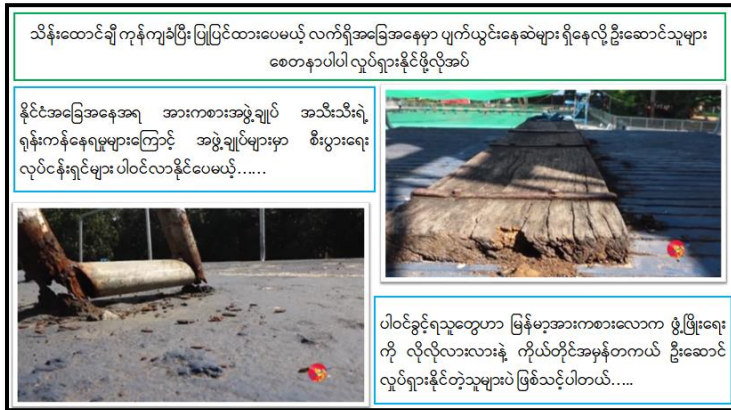 သိန်းထောင်ချီ ကုန်ကျခံပြီး ပြုပြင်ထားပေမယ့် လက်ရှိအခြေအနေမှာ ပျက်ယွင်းနေဆဲများ ရှိနေလို့ ဦးဆောင်သူများ
စေတနာပါပါ လှုပ်ရှားနိုင်ဖို့လိုအပ်
နိုင်ငံအခြေအနေအရ အားကစားအဖွဲ့ချုပ် အသီးသီးရဲ့
ရုန်းကန်နေရမှုများကြောင့် အဖွဲ့ချုပ်များမှာ စီးပွားရေး
လုပ်ငန်းရှင်များ ပါဝင်လာနိုင်ပေမယ့်……
ပါဝင်ခွင့်ရသူတွေဟာ မြန်မာ့အားကစားလောက ဖွံ့ဖြိုးရေး
ကို လိုလိုလားလားနဲ့ ကိုယ်တိုင်အမှန်တကယ် ဦးဆောင်
လှုပ်ရှားနိုင်တဲ့သူများပဲ ဖြစ်သင့်ပါတယ်…..